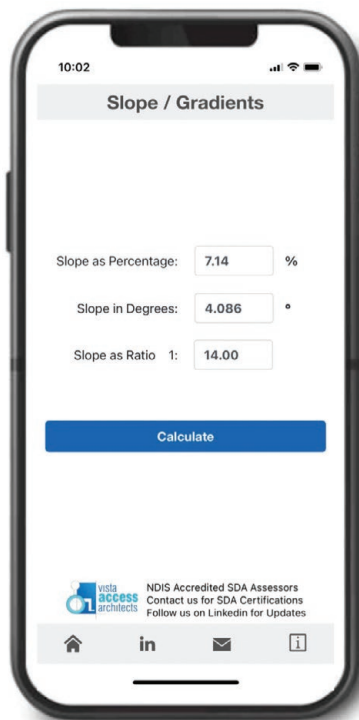 10:02
Slope / Gradients
Slope as Percentage: 7.14 %
Slope in Degrees: 4.086 °
Slope as Ratio 1: 14.00
Calculate
vista
access
architects
NDIS Accredited SDA Assessors
Contact us for SDA Certifications
Follow us on Linkedin for Updates
in
i